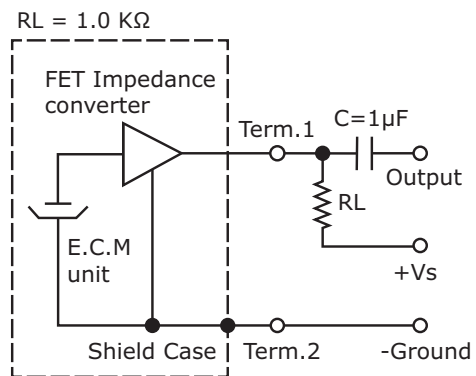 RL = 1.0 KΩ
FET Impedance
converter
Term.1
C=1µF
Output
RL
E.C.M
unit
+Vs
Shield Case
Term.2
-Ground